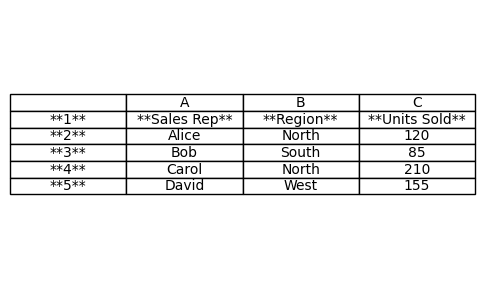 A B C
**1** **Sales Rep** **Region** **Units Sold**
**2** Alice North 120
**3** Bob South 85
**4** Carol North 210
**5** David West 155